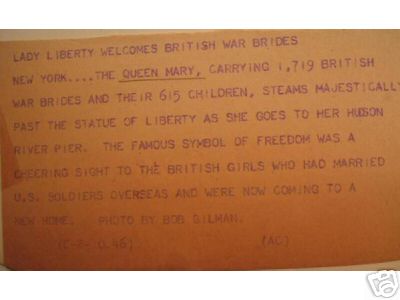 LADY LIBERTY WELCOMES BRITISH WAR BRIDES
NEW YORK....THE QUEEN MARY, CARRYING 1,719 BRITISH
WAR BRIDES AND THEIR 615 CHILDREN, STEAMS MAJESTICALLY
PAST THE STATUE OF LIBERTY AS SHE GOES TO HER HUDSON
RIVER PIER. THE FAMOUS SYMBOL OF FREEDOM WAS A
CHEERING SIGHT TO THE BRITISH GIRLS WHO HAD MARRIED
U.S. SOLDIERS OVERSEAS AND WERE NOW COMING TO A
NEW HOME. PHOTO BY BOB GILMAN.
ebaY